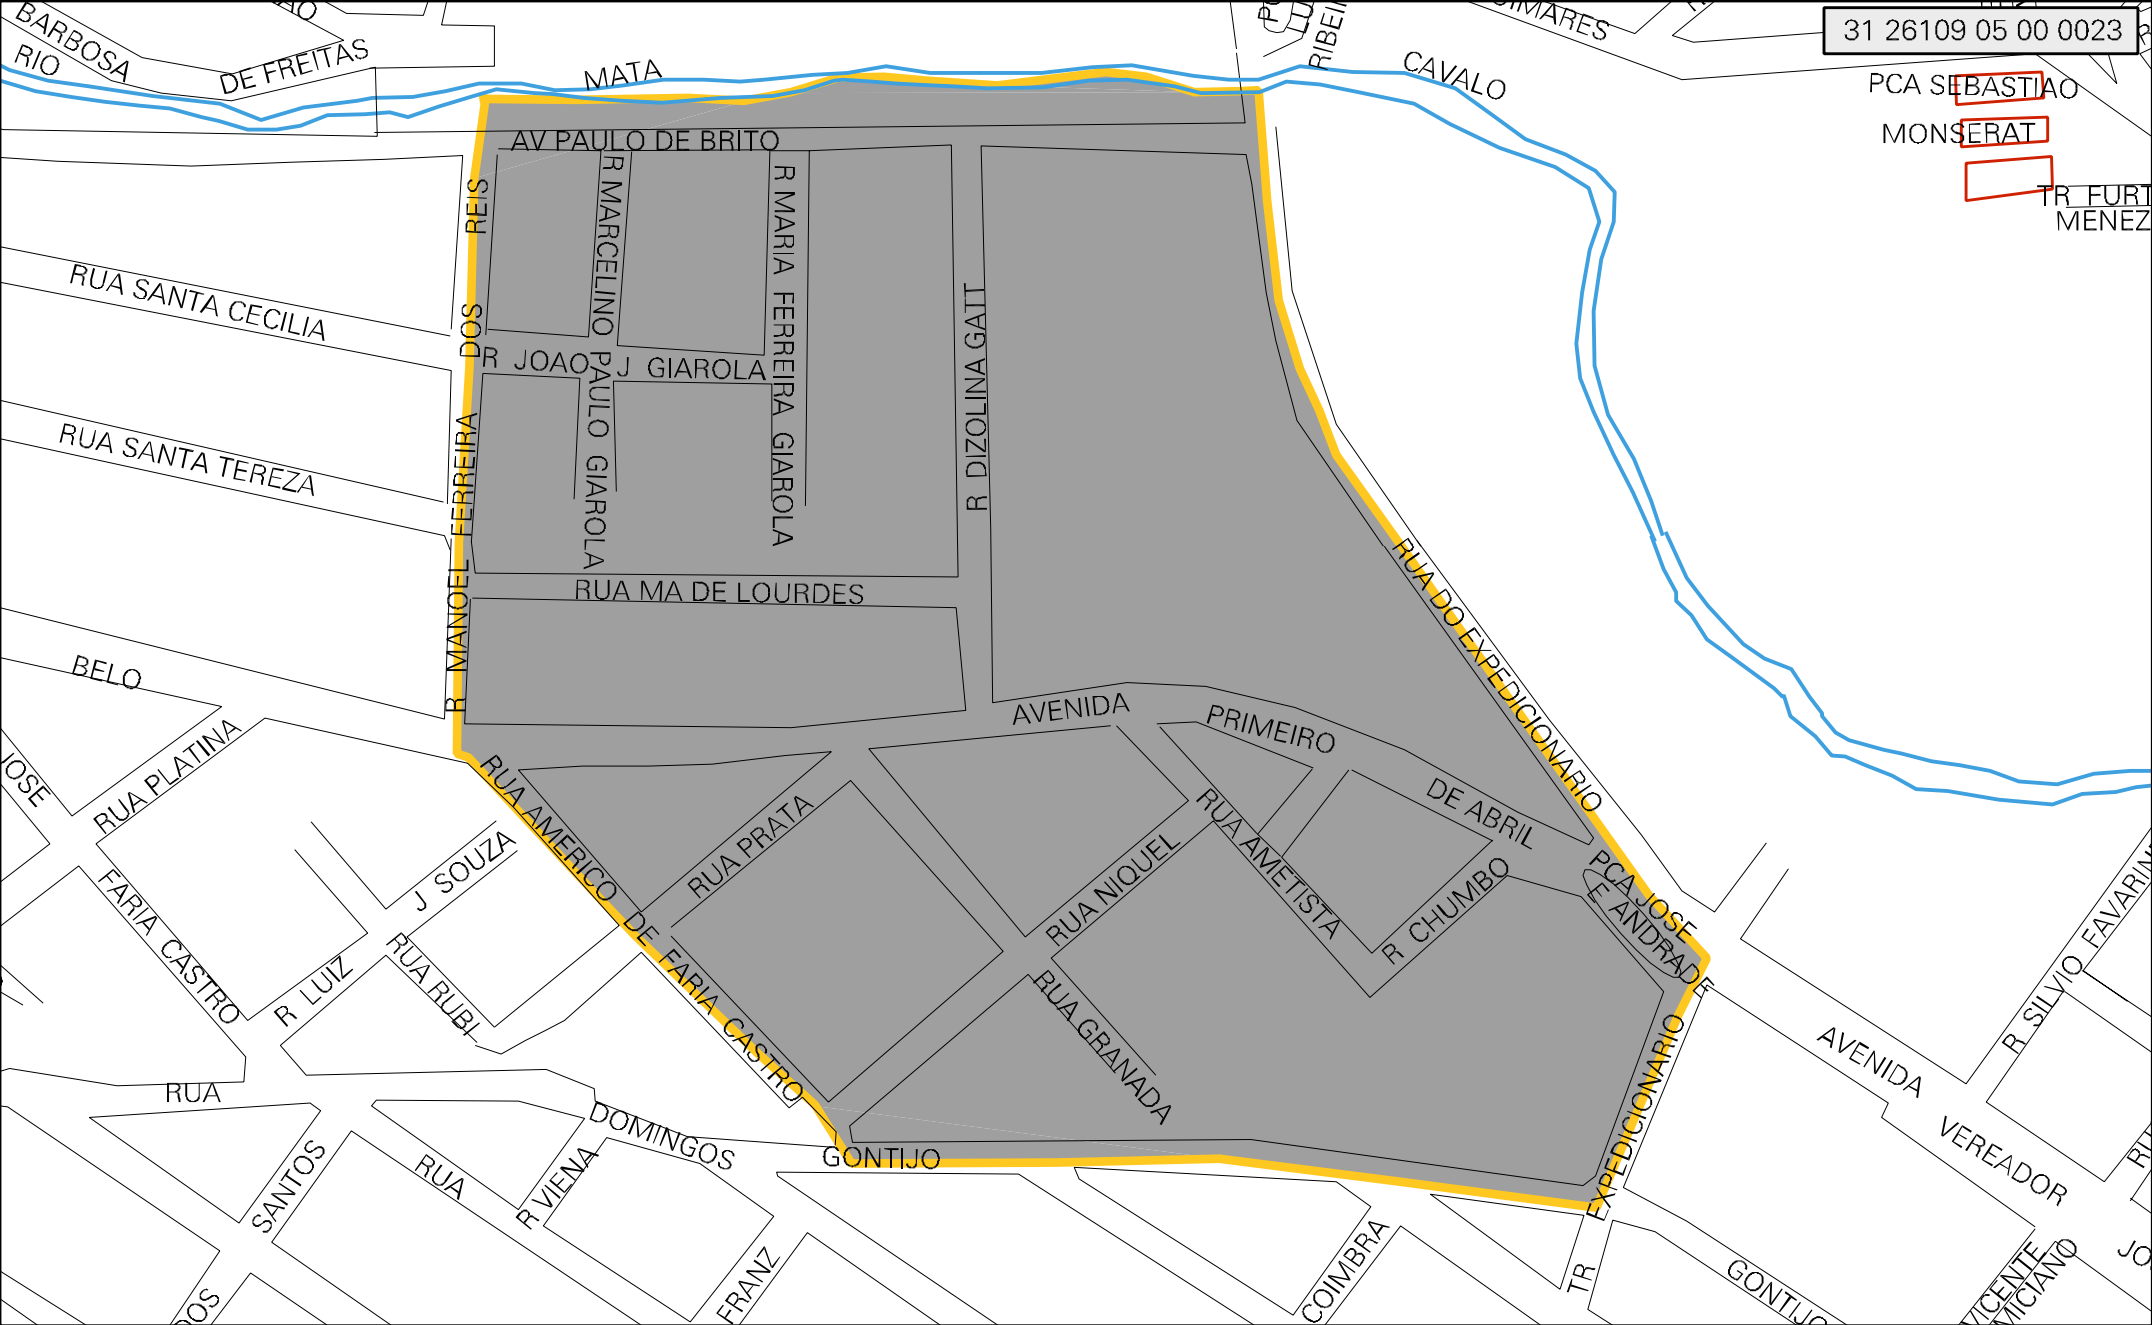 31 26109 05 00 0023
BARBOSA
RIO
DE FREITAS
MATA
CAVALO
PCA SEBASTIAO
MONSERAT
TR FURT
MENEZ
AV PAULO DE BRITO
R MANOEL FERREIRA DOS REIS
R MARCELINO PAULO GIAROLA
R MARIA FERREIRA GIAROLA
R DIZOLINA GATT
RUA SANTA CECILIA
R JOAO J GIAROLA
RUA SANTA TEREZA
RUA MA DE LOURDES
RUA DO EXPEDICIONARIO
BELO
AVENIDA
PRIMEIRO
DE ABRIL
RUA PLATINA
JOSE
RUA AMERICO DE FARIA CASTRO
RUA PRATA
RUA NIQUEL
RUA AMETISTA
R CHUMBO
PCA JOSE
E ANDRADE
J SOUZA
R LUIZ
FARIA CASTRO
RUA RUBI
RUA GRANADA
R SILVIO FAVARIN
AVENIDA
VEREADOR
EXPEDICIONARIO
TR
RUA
DOMINGOS
GONTIJO
SANTOS
RUA
R VIENA
FRANZ
COIMBRA
GONTIJO
VICENTE
MICIANO
JO
DOS